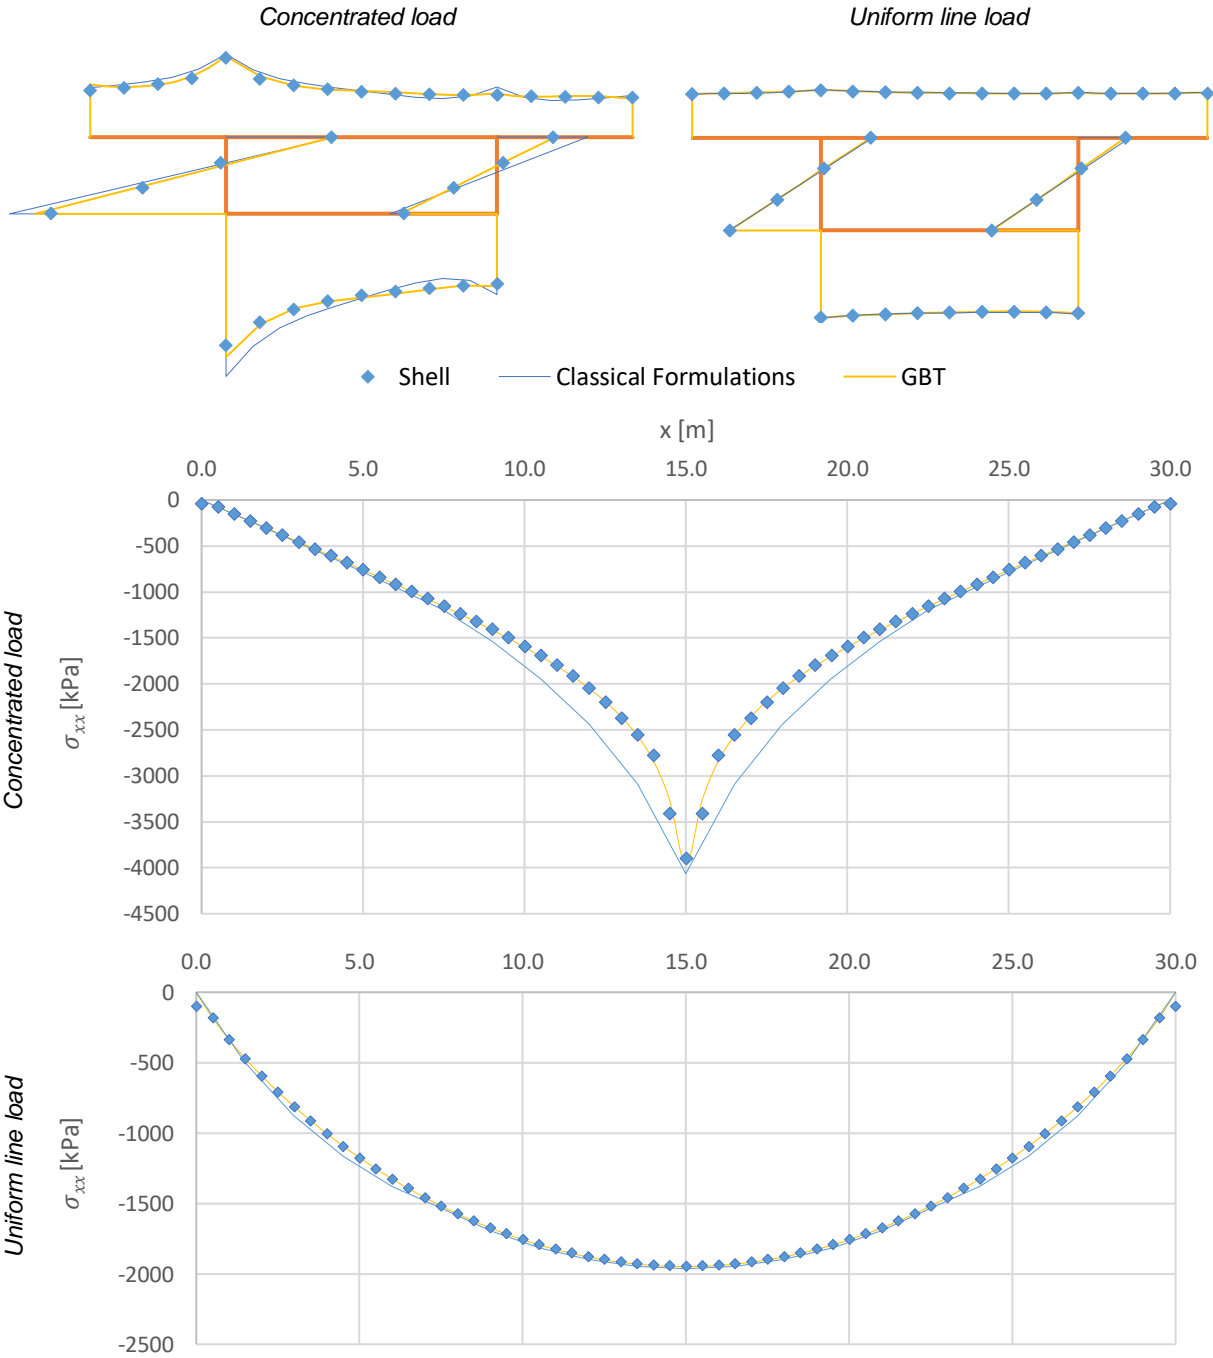 Concentrated load
Uniform line load
Shell
Classical Formulations
GBT
x [m]
0.0 5.0 10.0 15.0 20.0 25.0 30.0
0
-500
-1000
-1500
-2000
-2500
-3000
-3500
-4000
-4500
Concentrated load
σxx [kPa]
0.0 5.0 10.0 15.0 20.0 25.0 30.0
0
-500
-1000
-1500
-2000
-2500
Uniform line load
σxx [kPa]